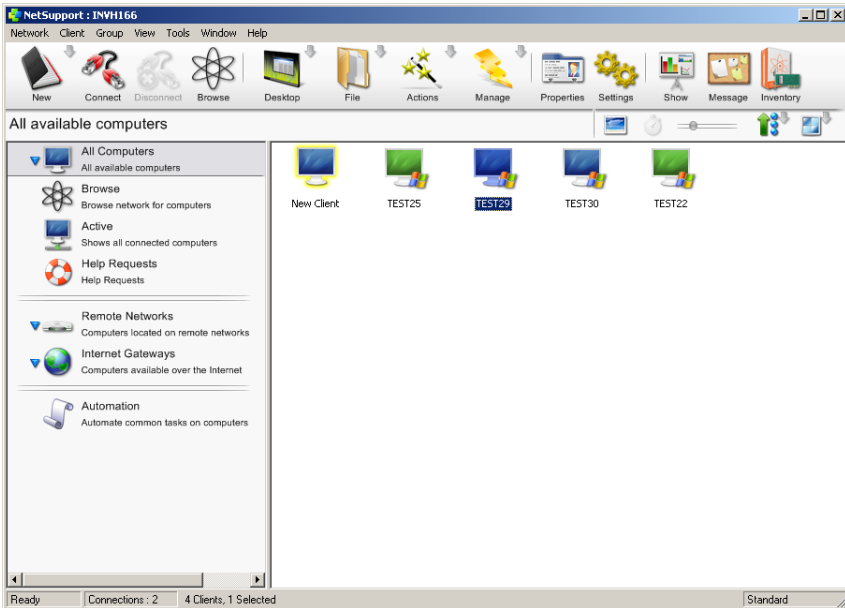 NetSupport : INVH166
Network Client Group View Tools Window Help
New Connect Disconnect Browse Desktop File Actions Manage Properties Settings Show Message Inventory
All available computers
All Computers
All available computers
Browse
Browse network for computers
Active
Shows all connected computers
Help Requests
Help Requests
Remote Networks
Computers located on remote networks
Internet Gateways
Computers available over the Internet
Automation
Automate common tasks on computers
New Client TEST25 TEST29 TEST30 TEST22
Ready Connections : 2 4 Clients, 1 Selected Standard